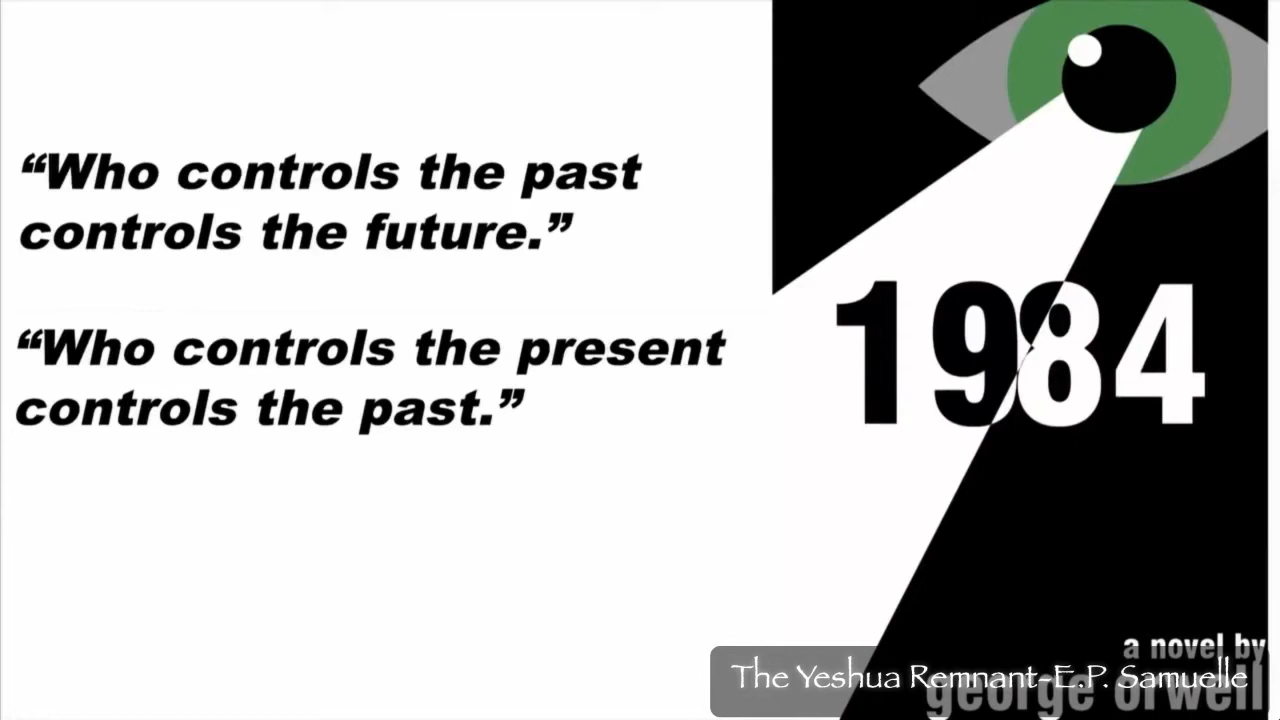 “Who controls the past
controls the future.”
“Who controls the present
controls the past.”
1984
a novel by
george orwell
The Yeshua Remnant-E.P. Samuelle